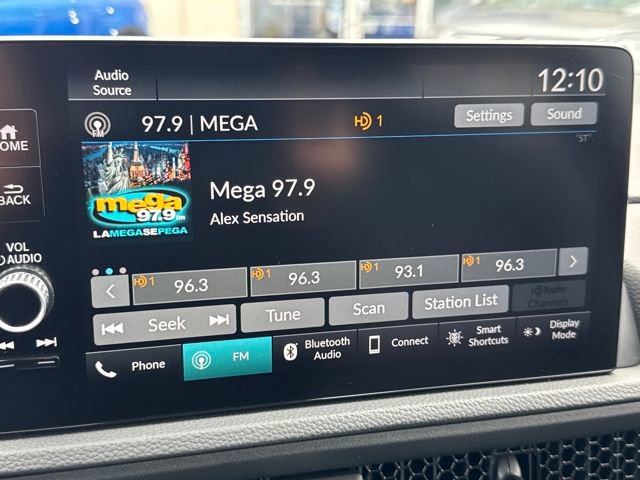 Audio
Source
12:10
FM
97.9 | MEGA
HD 1
Settings
Sound
"ST"
HOME
BACK
VOL
AUDIO
mega
97.9 fm
LAMEGASEPEGA
Mega 97.9
Alex Sensation
HD 1 96.3
HD 1 96.3
HD 1 93.1
HD 1 96.3
Seek
Tune
Scan
Station List
HD Radio
Channels
Phone
FM
Bluetooth
Audio
Connect
Smart
Shortcuts
Display
Mode